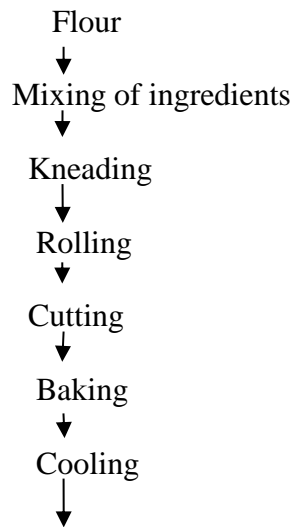 Flour
Mixing of ingredients
Kneading
Rolling
Cutting
Baking
Cooling